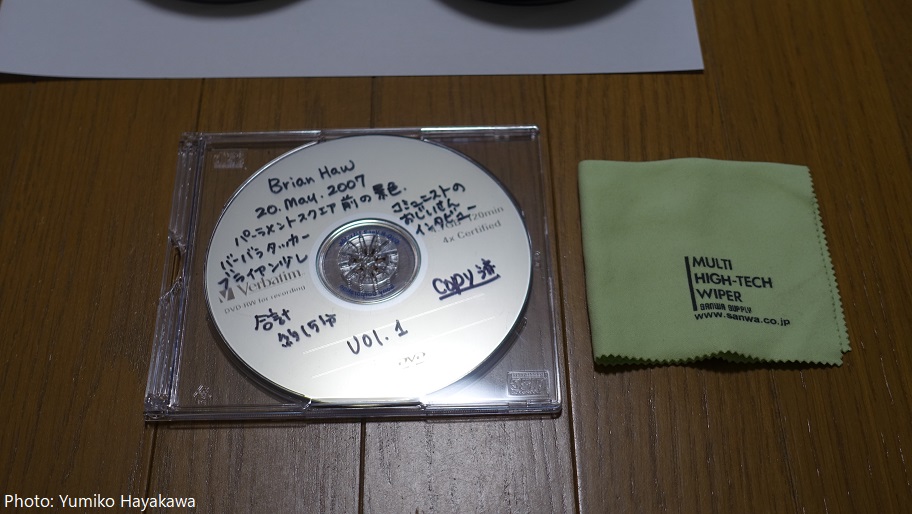 Brian Haw
20. May. 2007
パーラメントスクエア前の景色.
バーバラタッカー
ブライアンツレ
コミュニストの
おじいせん
インタビュー
120min
4x Certified
Verbatim
DVD-RW for recording
Copy 済
合計
約15分
VOl. 1
MULTI
HIGH-TECH
WIPER
SANWA SUPPLY
www.sanwa.co.jp
Photo: Yumiko Hayakawa